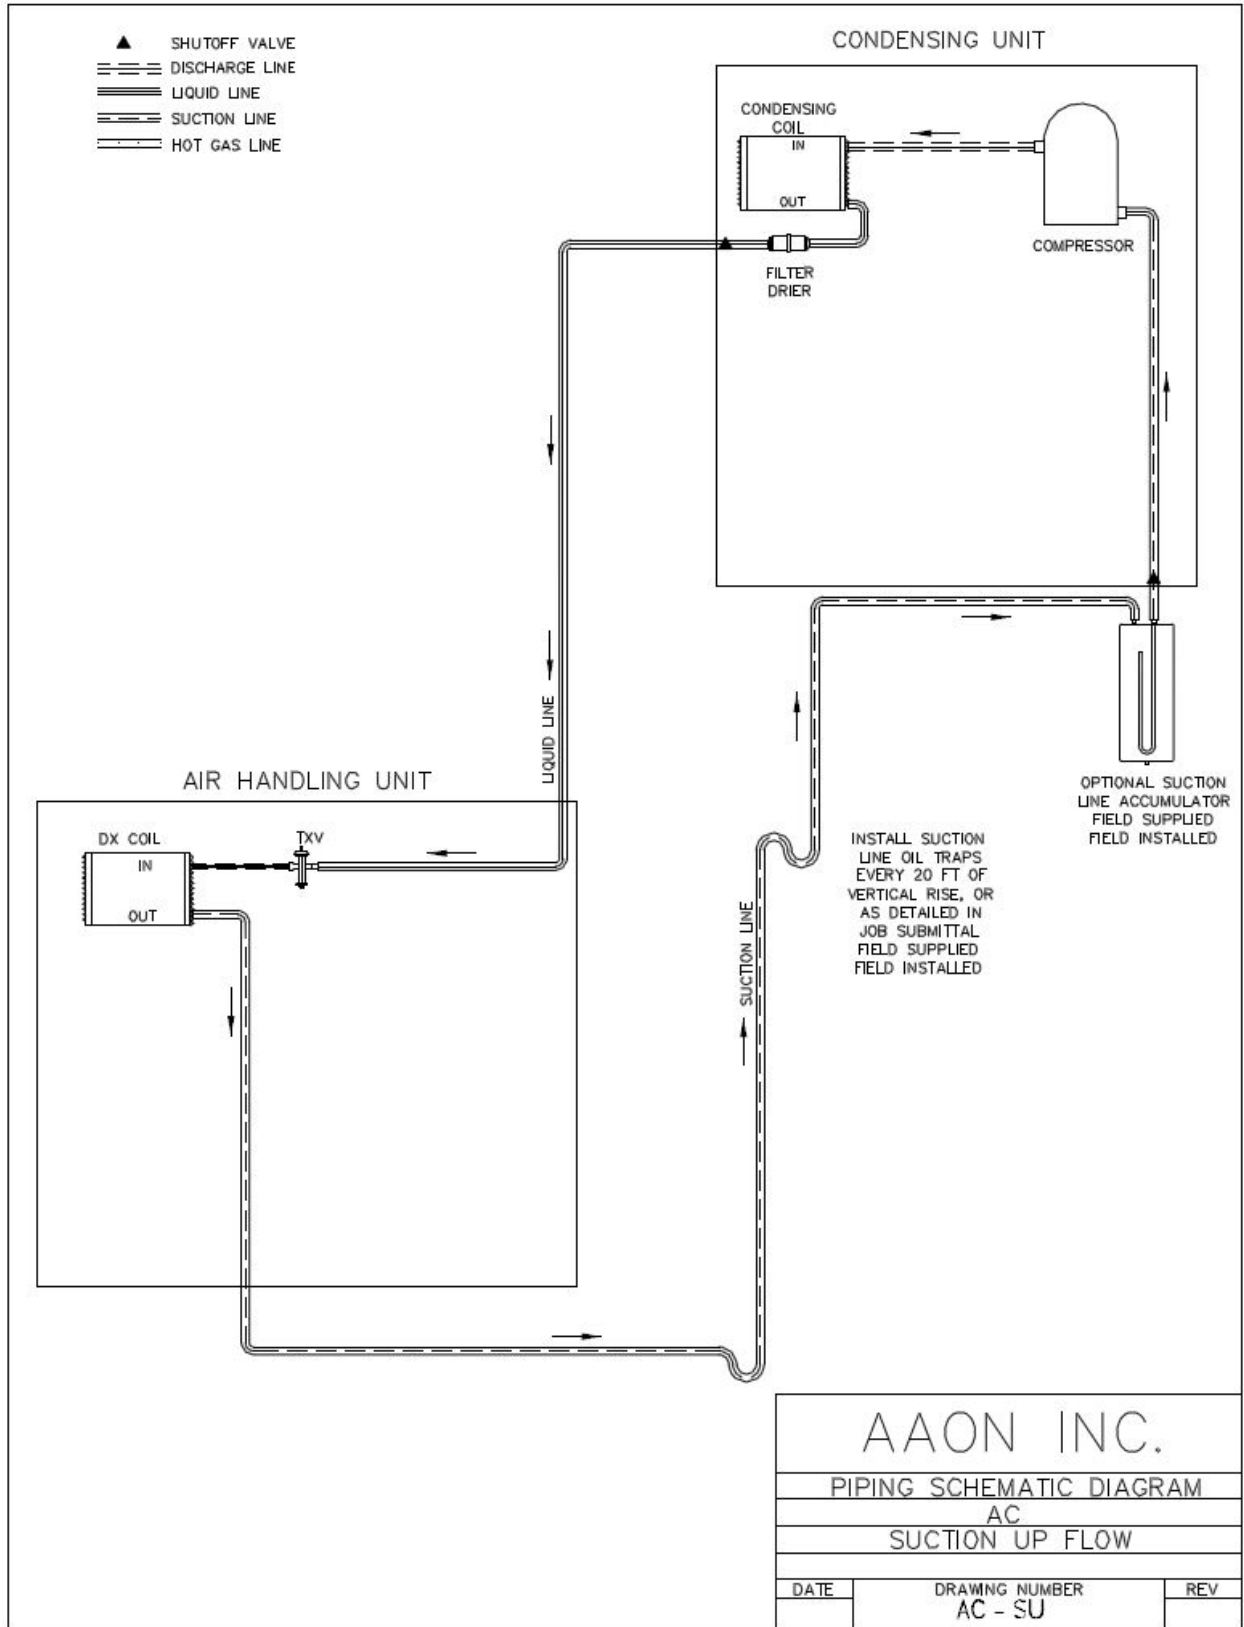 SHUTOFF VALVE
DISCHARGE LINE
LIQUID LINE
SUCTION LINE
HOT GAS LINE
CONDENSING UNIT
CONDENSING
COIL
IN
OUT
FILTER
DRIER
COMPRESSOR
LIQUID LINE
AIR HANDLING UNIT
DX COIL
IN
OUT
TXV
SUCTION LINE
INSTALL SUCTION
LINE OIL TRAPS
EVERY 20 FT OF
VERTICAL RISE, OR
AS DETAILED IN
JOB SUBMITTAL
FIELD SUPPLIED
FIELD INSTALLED
OPTIONAL SUCTION
LINE ACCUMULATOR
FIELD SUPPLIED
FIELD INSTALLED
AAON INC.
PIPING SCHEMATIC DIAGRAM
AC
SUCTION UP FLOW
DATE
DRAWING NUMBER
AC - SU
REV